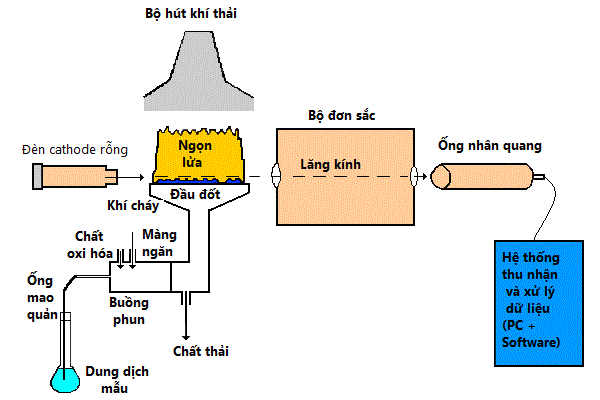 Bộ hút khí thải
Bộ đơn sắc
Ống nhân quang
Đèn cathode rỗng
Ngọn
lửa
Lăng kính
Đầu đốt
Khí cháy
Chất
oxi hóa
Màng
ngăn
Ống
mao
quản
Buồng
phun
Chất thải
Dung dịch
mẫu
Hệ thống
thu nhận
và xử lý
dữ liệu
(PC +
Software)